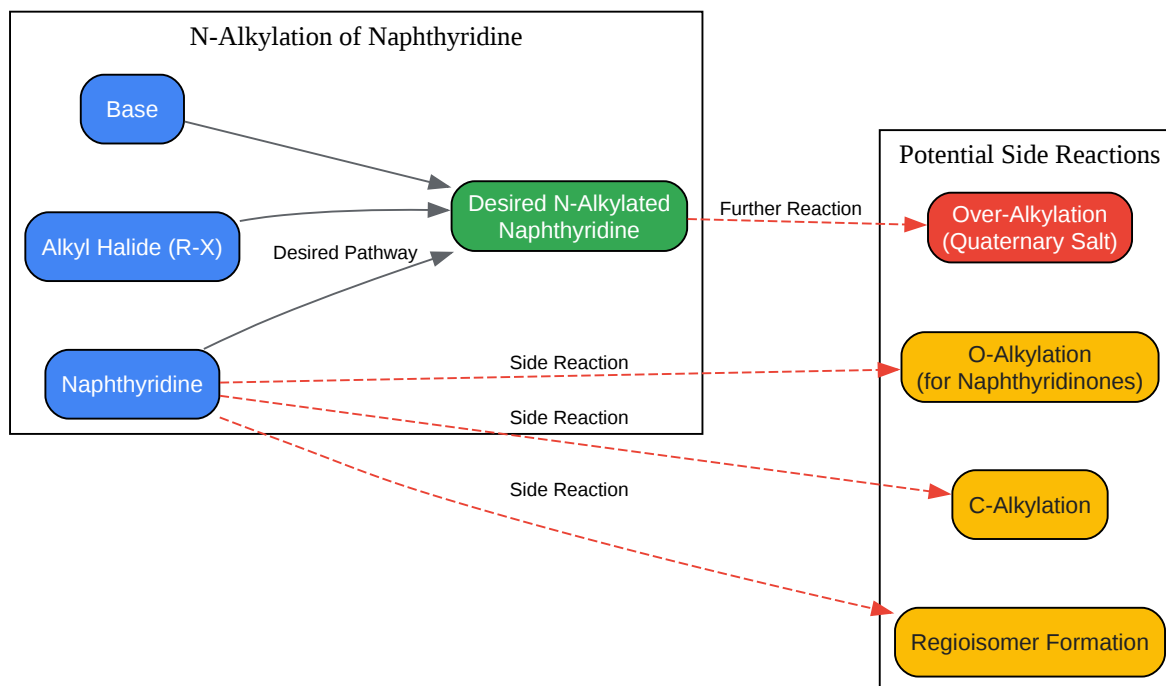 N-Alkylation of Naphthyridine
Base
Alkyl Halide (R-X)
Naphthyridine
Desired Pathway
Desired N-Alkylated
Naphthyridine
Further Reaction
Side Reaction
Side Reaction
Side Reaction
Potential Side Reactions
Over-Alkylation
(Quaternary Salt)
O-Alkylation
(for Naphthyridinones)
C-Alkylation
Regioisomer Formation